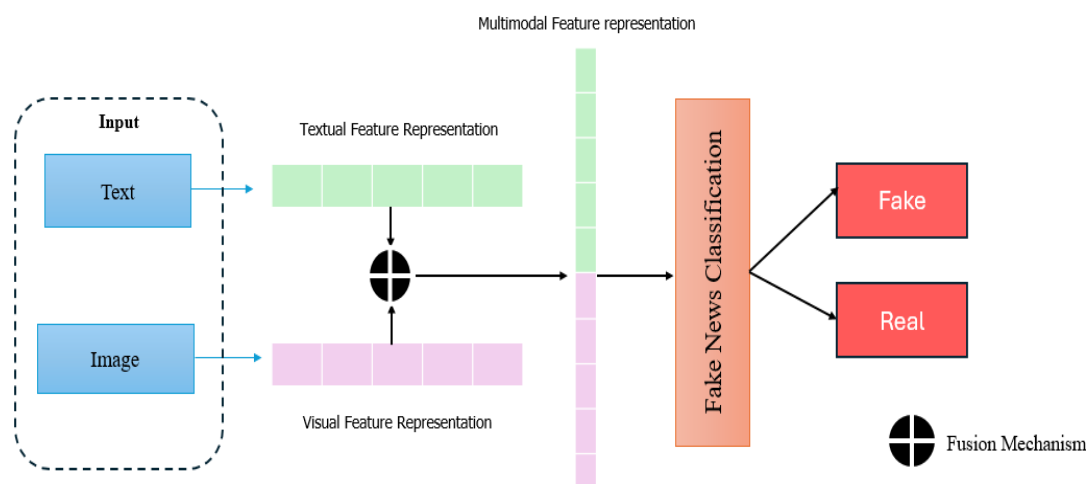 Multimodal Feature representation
Input
Textual Feature Representation
Text
Fake
Fake News Classification
Real
Image
Visual Feature Representation
Fusion Mechanism